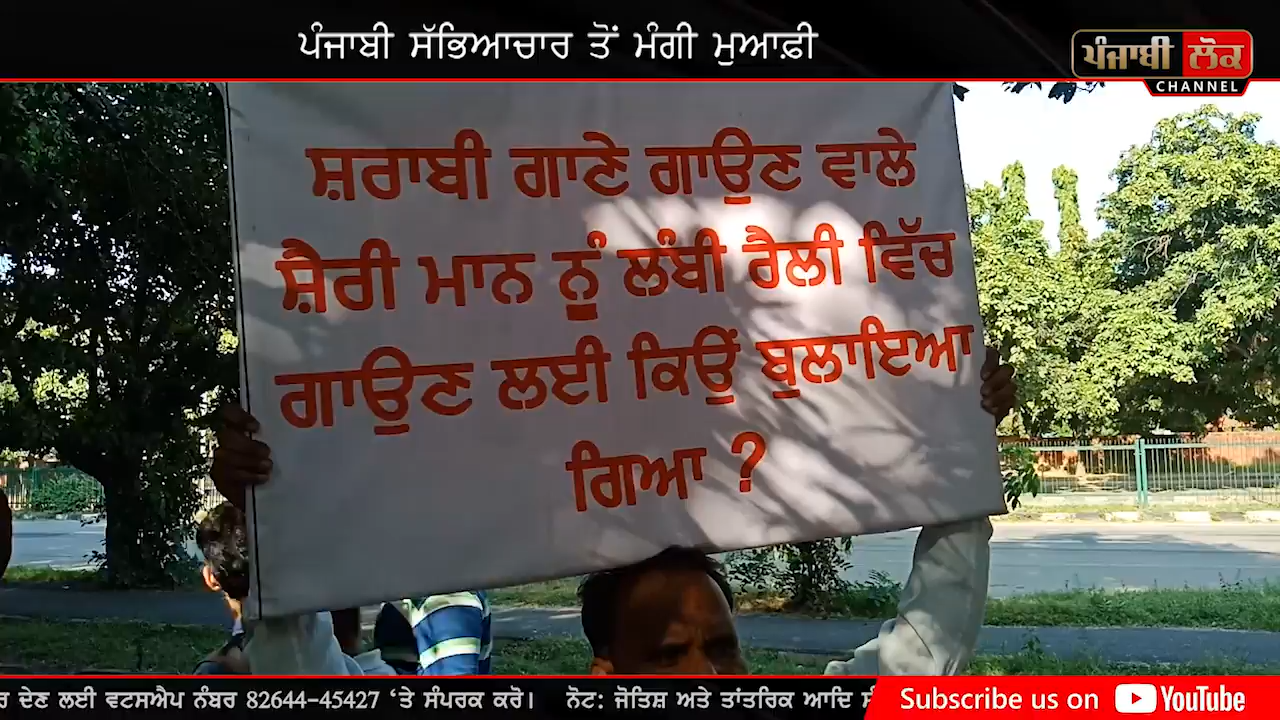 ਪੰਜਾਬੀ ਸੱਭਿਆਚਾਰ ਤੋਂ ਮੰਗੀ ਮੁਆਫ਼ੀ
ਪੰਜਾਬੀ ਲੋਕ
CHANNEL
ਸ਼ਰਾਬੀ ਗਾਣੇ ਗਾਉਣ ਵਾਲੇ
ਸ਼ੈਰੀ ਮਾਨ ਨੂੰ ਲੰਬੀ ਰੈਲੀ ਵਿੱਚ
ਗਾਉਣ ਲਈ ਕਿਉਂ ਬੁਲਾਇਆ
ਗਿਆ ?
ਦੇਣ ਲਈ ਵਟਸਐਪ ਨੰਬਰ 82644-45427 ‘ਤੇ ਸੰਪਰਕ ਕਰੋ। ਨੋਟ: ਜੋਤਿਸ਼ ਅਤੇ ਤਾਂਤਰਿਕ ਆਦਿ
Subscribe us on YouTube